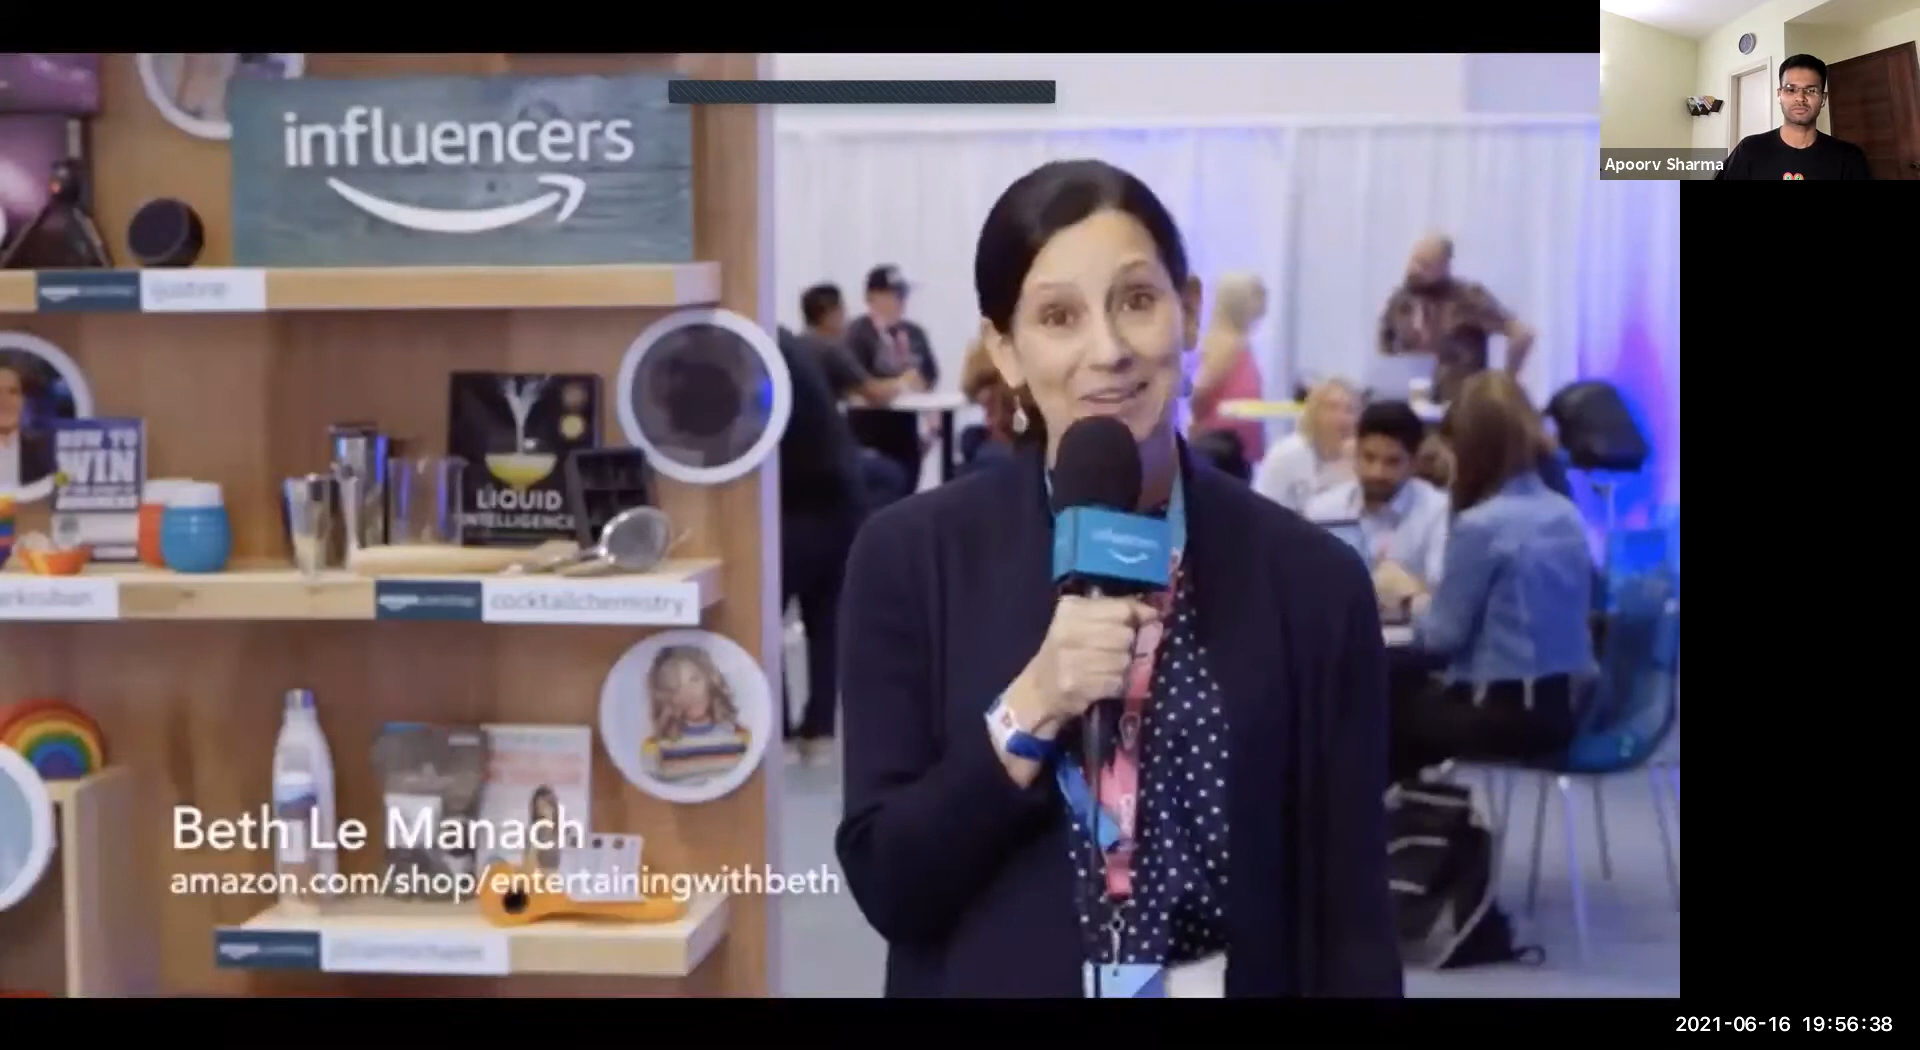 influencers
Apoorv Sharma
HOW TO
WIN
LIQUID
INTELLIGENCE
cocktailchemistry
Beth Le Manach
amazon.com/shop/entertainingwithbeth
2021-06-16 19:56:38